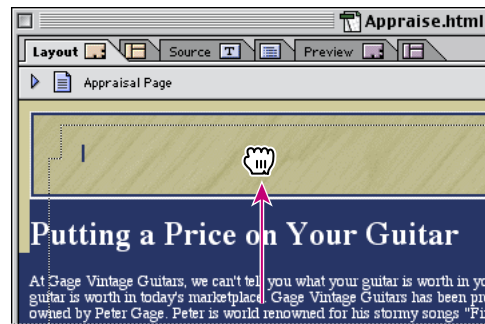 Appraise.html
Layout Source T Preview
Appraisal Page
Putting a Price on Your Guitar
At Gage Vintage Guitars, we can't tell you what your guitar is worth in
guitar is worth in today's marketplace. Gage Vintage Guitars has been
owned by Peter Gage. Peter is world renowned for his stormy songs